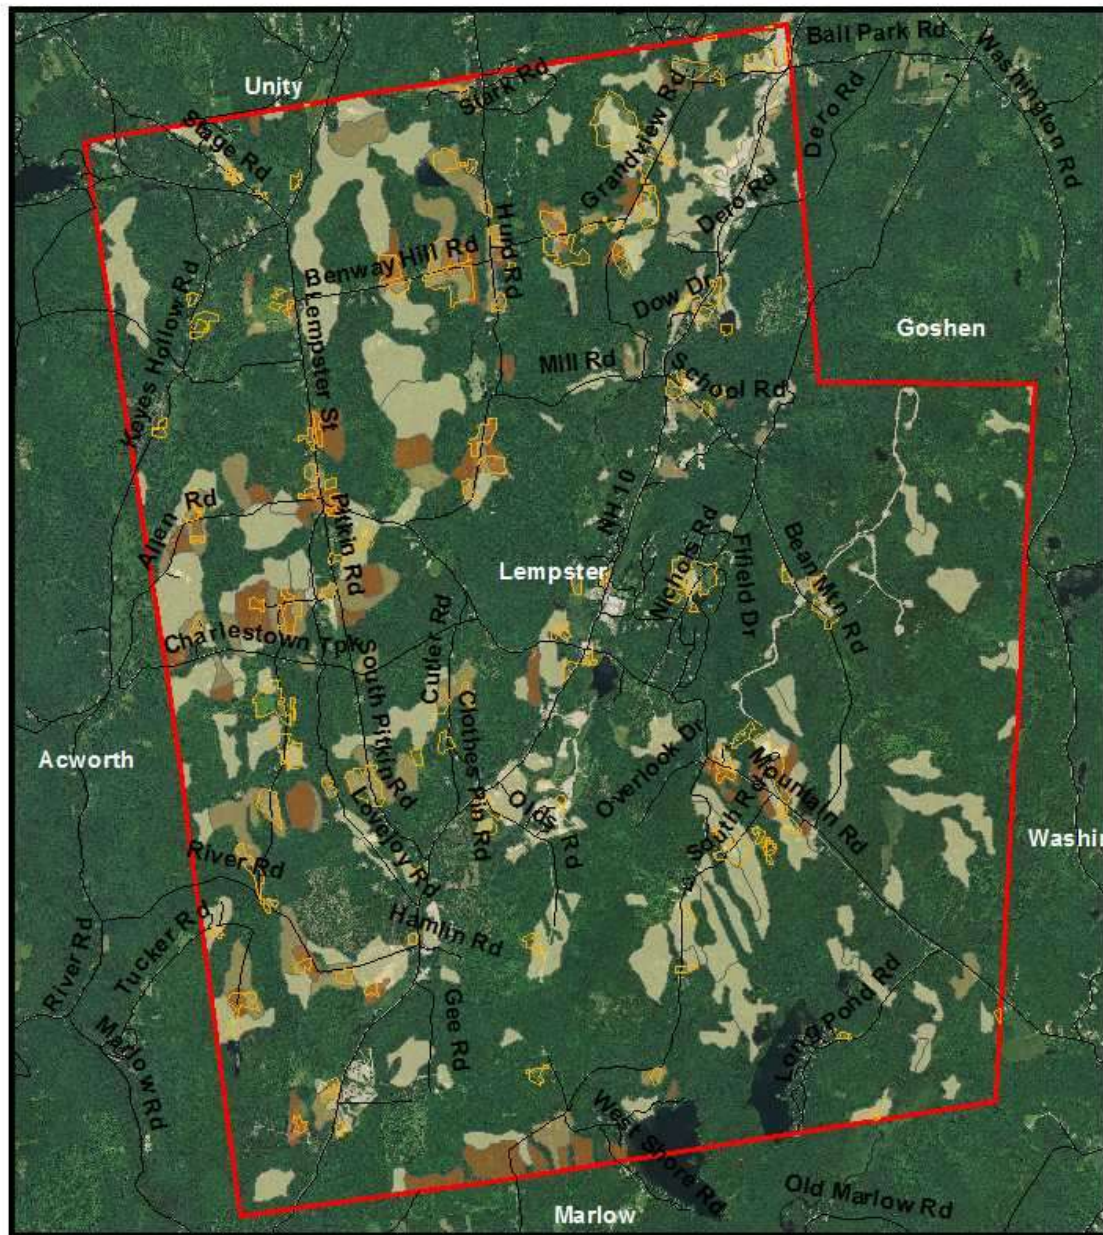 Ball Park Rd
Washington Rd
Unity
Stark Rd
Stage Rd
Dero Rd
Grandview Rd
Dero Rd
Hurd Rd
Benway Hill Rd
Keyes Hollow Rd
Lempster St
Dow Dr
Goshen
Mill Rd
School Rd
Allen Rd
Pitkin Rd
NH 10
Lempster
Nichols Rd
Fifield Dr
Bean Mtn Rd
Charlestown Tpk
South Pitkin Rd
Cutler Rd
Clothes Pin Rd
Acworth
Overlook Dr
Mountain Rd
Lovejoy Rd
Olds Rd
South Rd
Washin
River Rd
Tucker Rd
Hamlin Rd
River Rd
Gee Rd
Long Pond Rd
Marlow Rd
West Shore Rd
Old Marlow Rd
Marlow